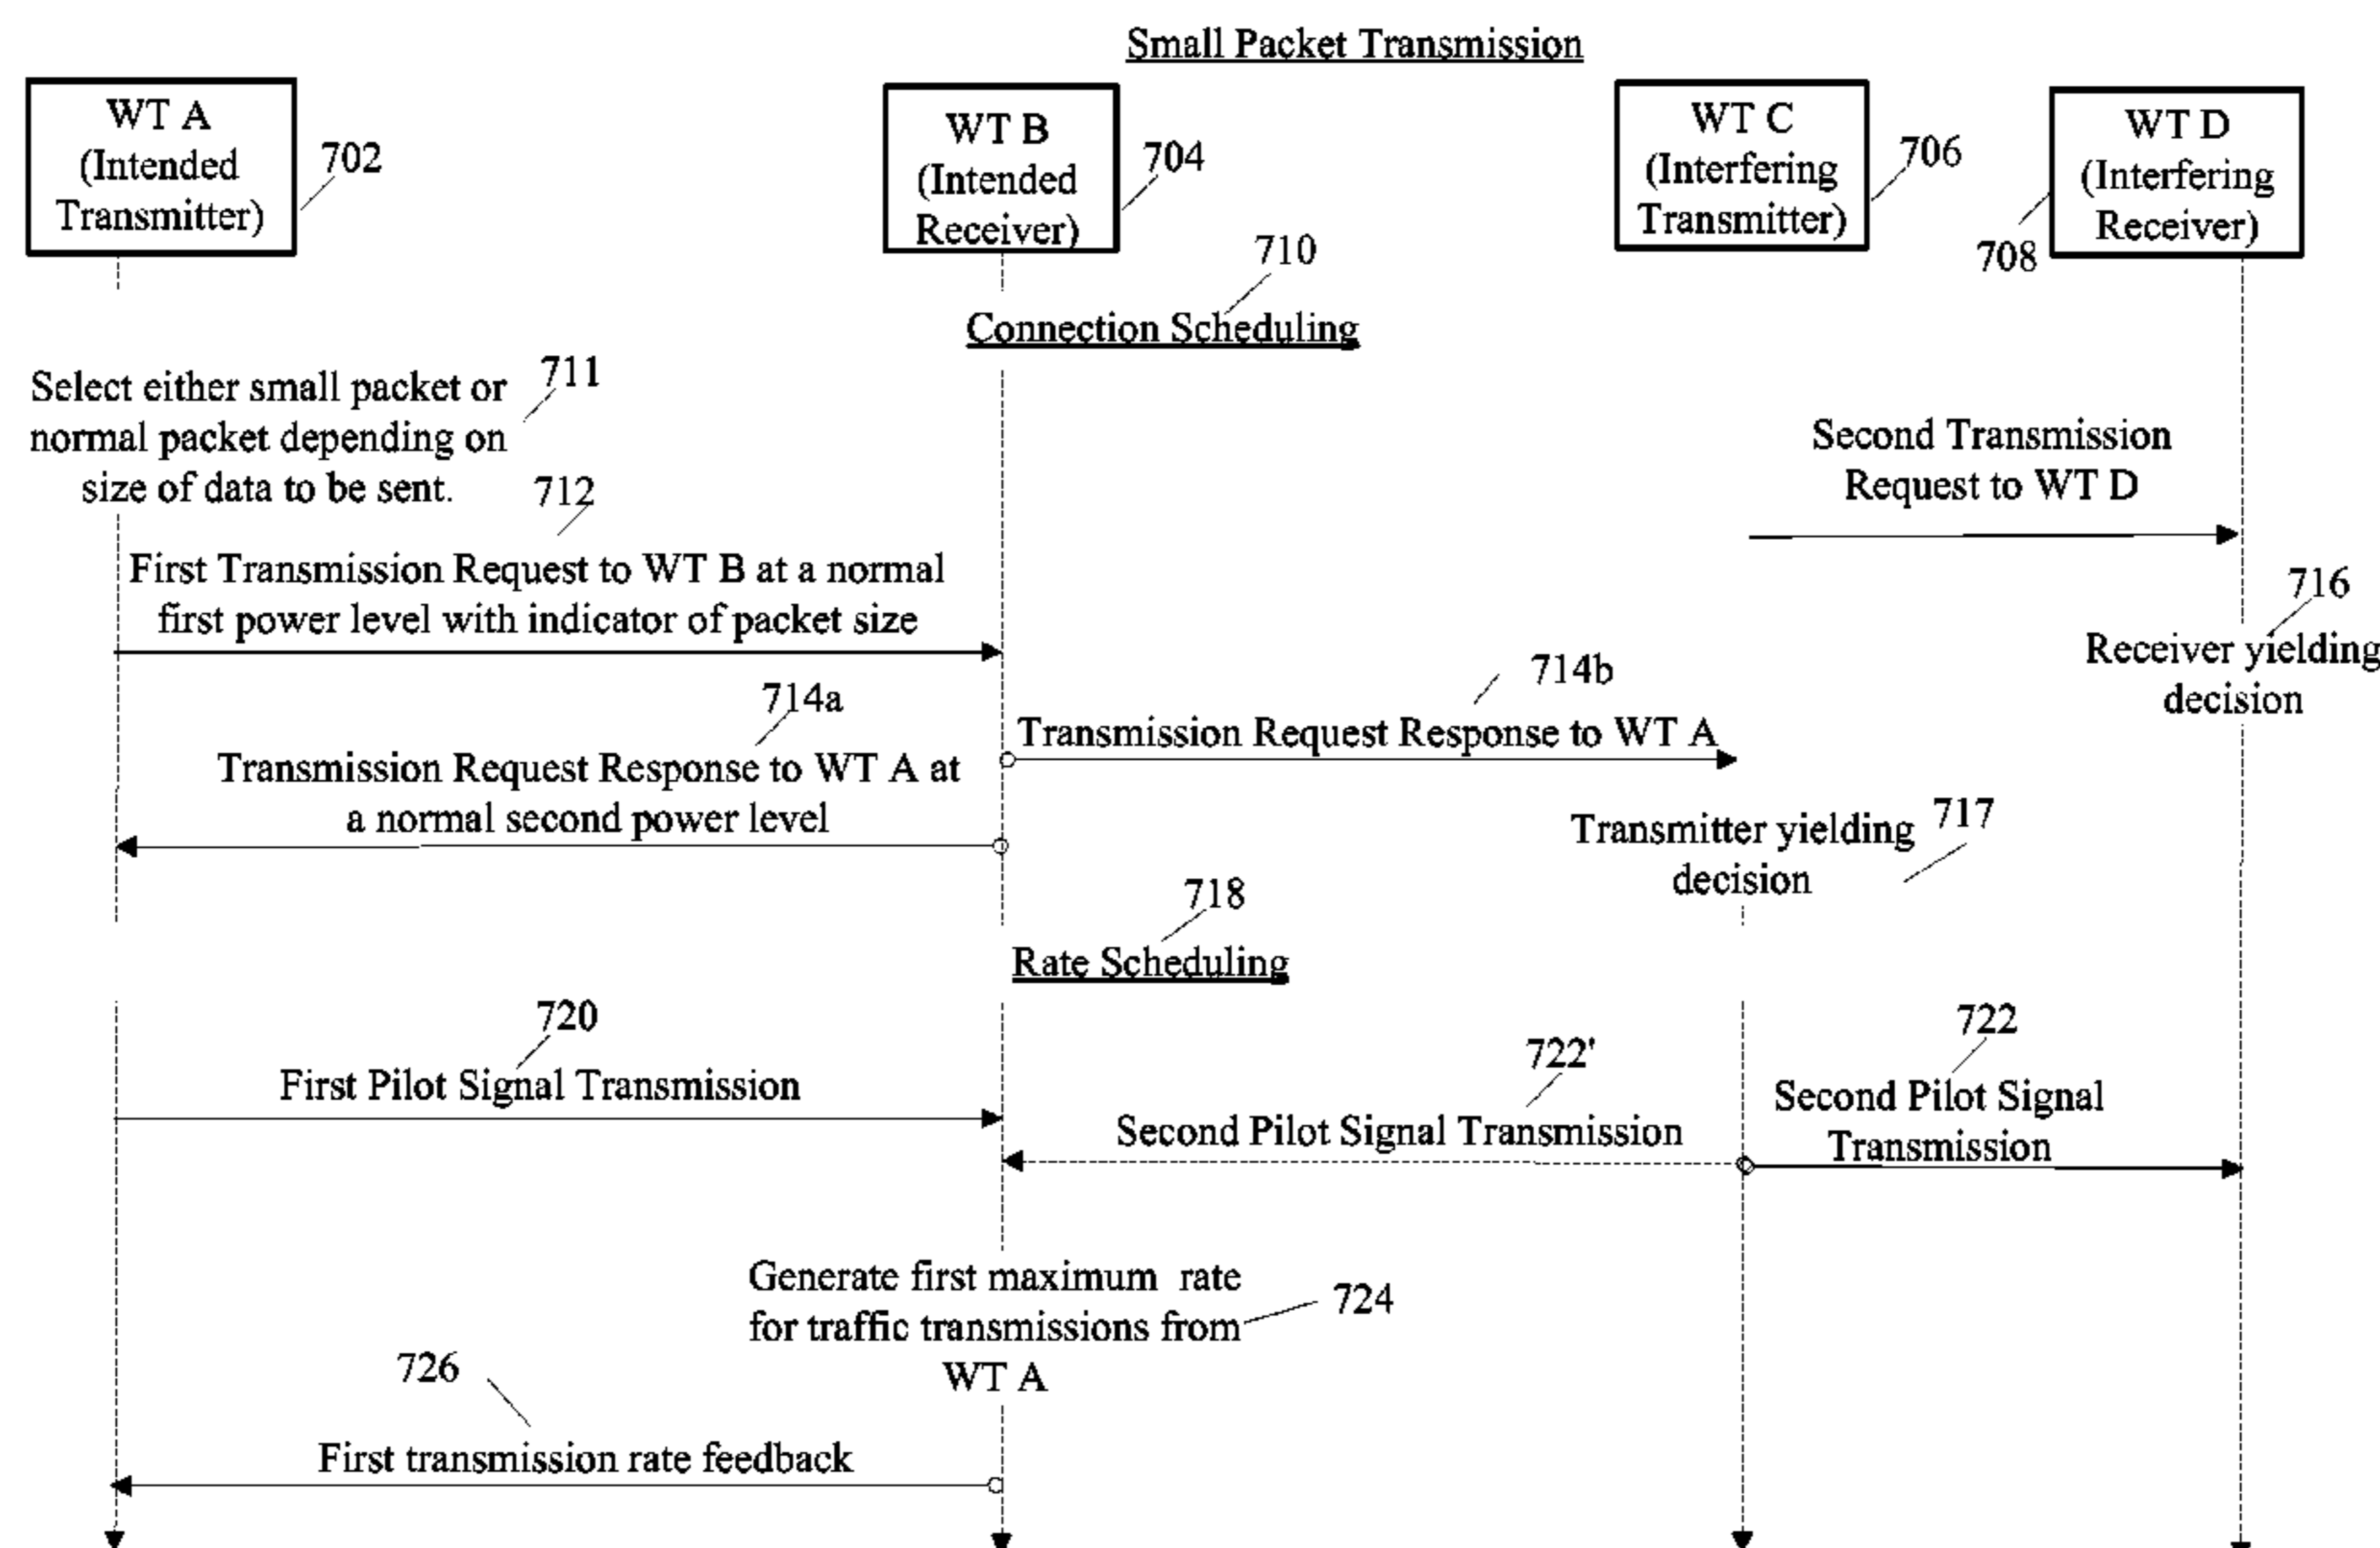 Small Packet Transmission
WT A
(Intended
Transmitter)
702
WT B
(Intended
Receiver)
704
WT C
(Interfering
Transmitter)
706
WT D
(Interfering
Receiver)
708
710
Connection Scheduling
Select either small packet or
normal packet depending on
size of data to be sent.
711
Second Transmission
Request to WT D
712
First Transmission Request to WT B at a normal
first power level with indicator of packet size
716
Receiver yielding
decision
714b
Transmission Request Response to WT A
714a
Transmission Request Response to WT A at
a normal second power level
Transmitter yielding
decision
717
718
Rate Scheduling
720
First Pilot Signal Transmission
722'
Second Pilot Signal Transmission
722
Second Pilot Signal
Transmission
Generate first maximum rate
for traffic transmissions from
WT A
724
726
First transmission rate feedback